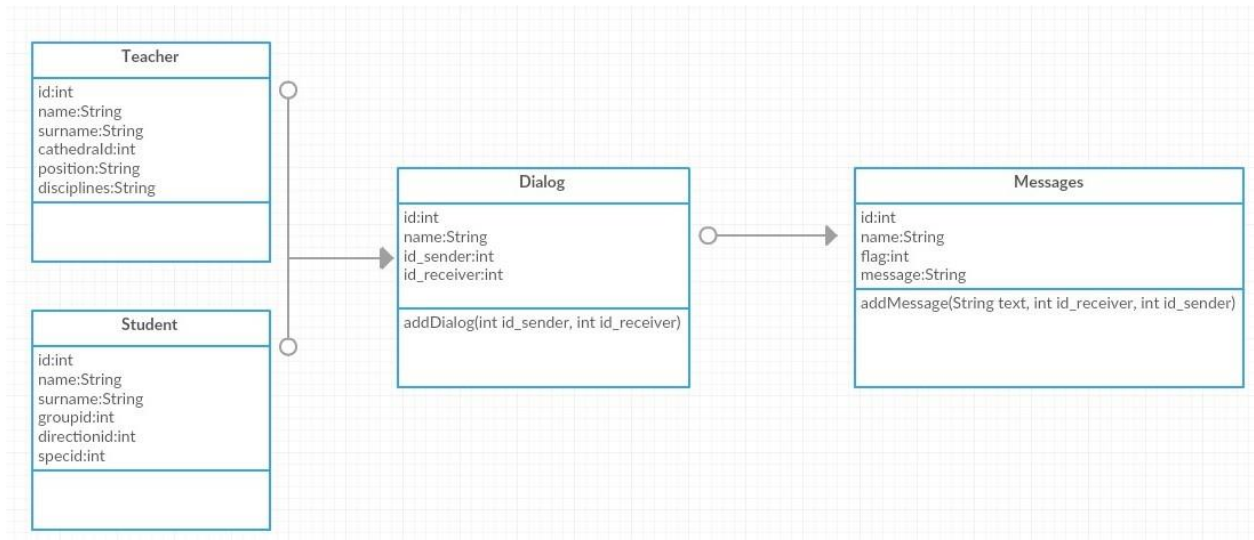 Teacher
id:int
name:String
surname:String
cathedraId:int
position:String
disciplines:String
Student
id:int
name:String
surname:String
groupid:int
directionid:int
specid:int
Dialog
id:int
name:String
id_sender:int
id_receiver:int
addDialog(int id_sender, int id_receiver)
Messages
id:int
name:String
flag:int
message:String
addMessage(String text, int id_receiver, int id_sender)